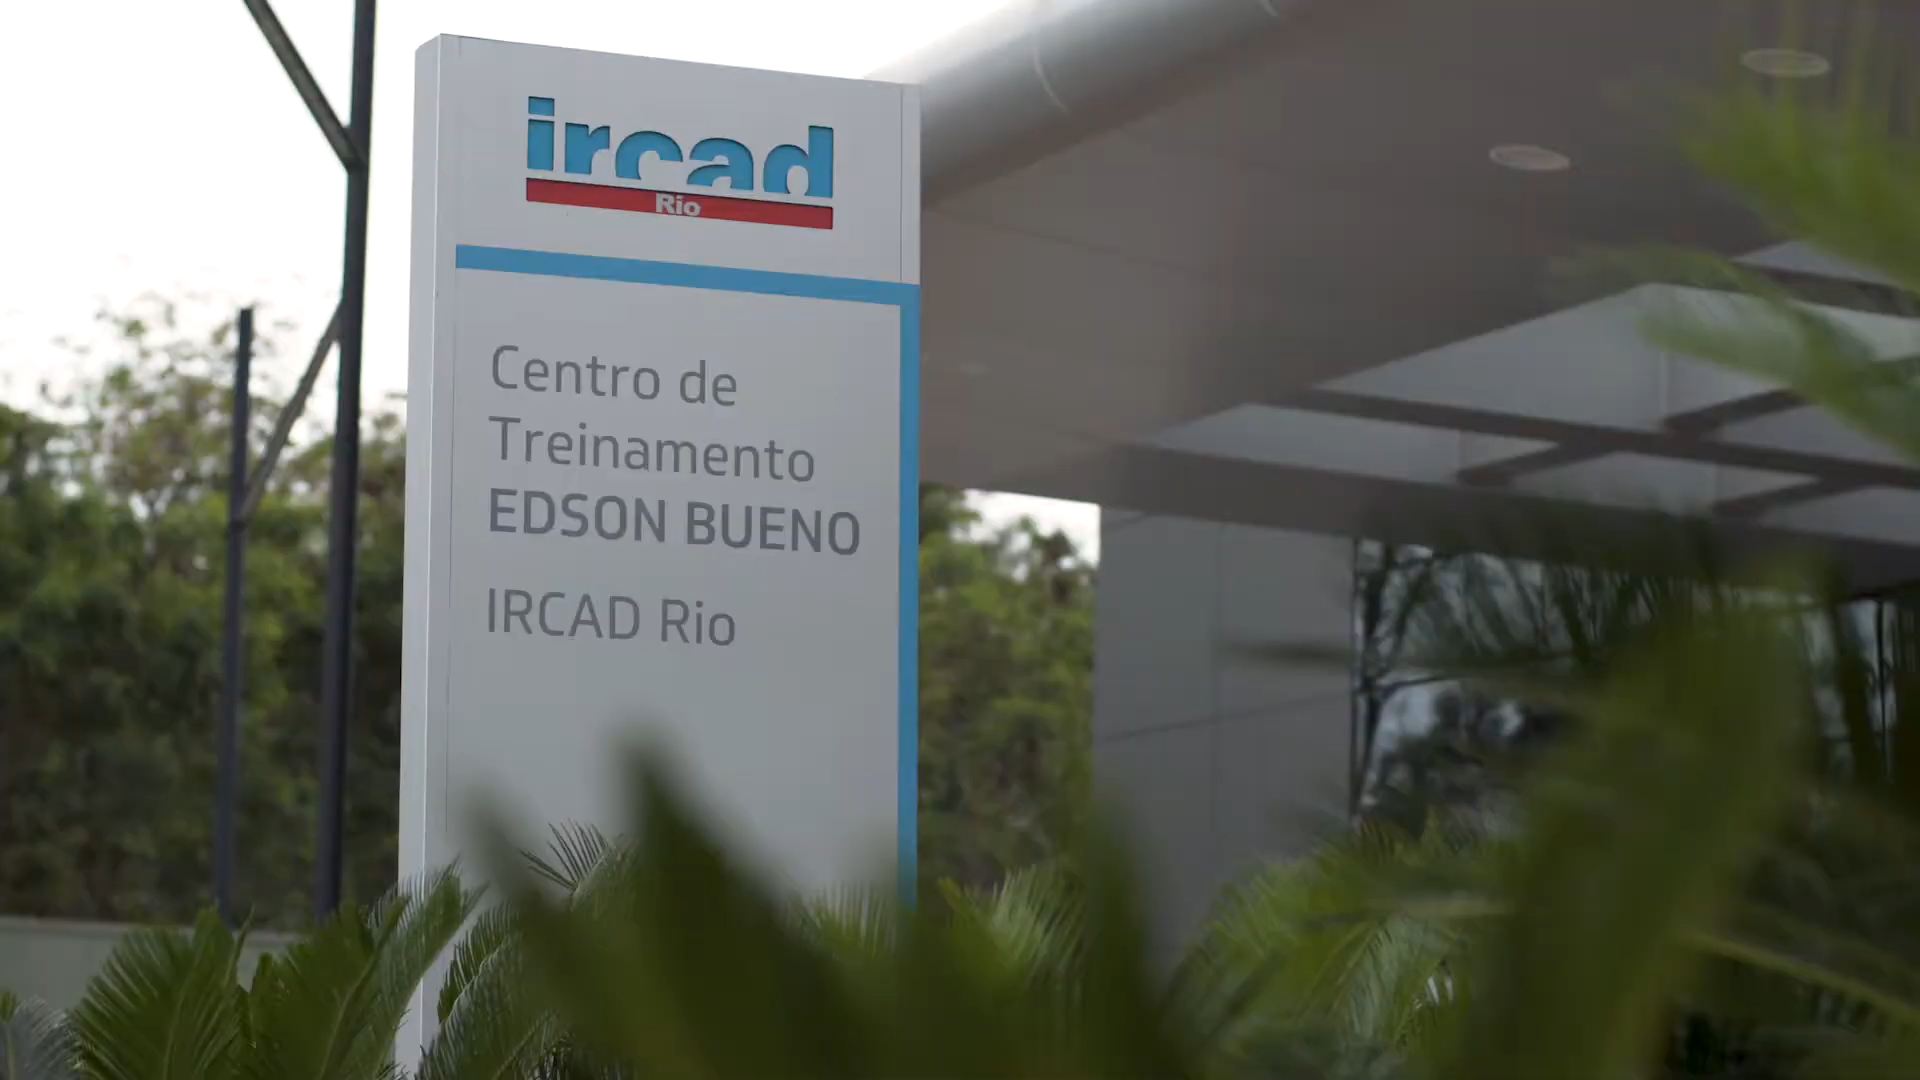 ircad
Rio
Centro de
Treinamento
EDSON BUENO
IRCAD Rio